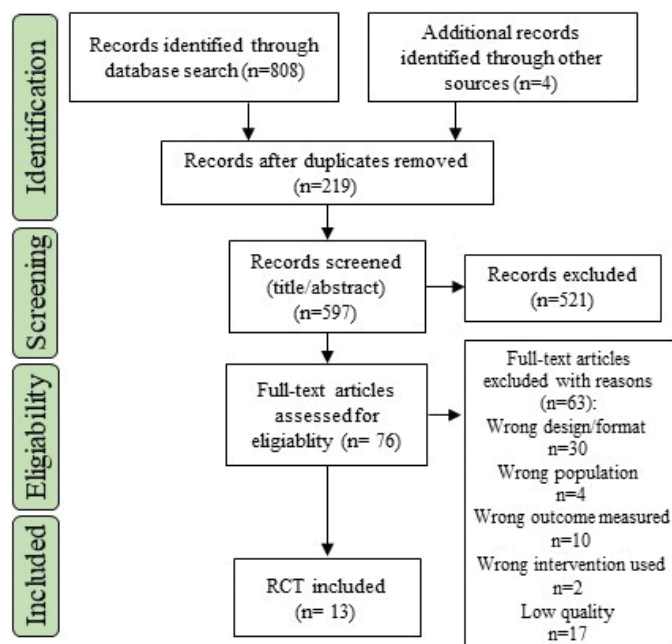 Identification
Records identified through
database search (n=808)
Additional records
identified through other
sources (n=4)
Records after duplicates removed
(n=219)
Screening
Records screened
(title/abstract)
(n=597)
Records excluded
(n=521)
Eligiability
Full-text articles
assessed for
eligiablity (n= 76)
Full-text articles
excluded with reasons
(n=63):
Wrong design/format
n=30
Wrong population
n=4
Wrong outcome measured
n=10
Wrong intervention used
n=2
Low quality
n=17
Included
RCT included
(n= 13)